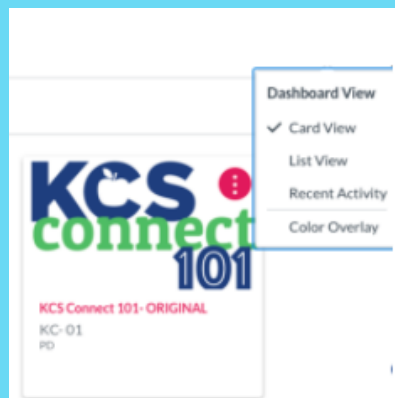 Dashboard View
Card View
List View
Recent Activity
Color Overlay
KCS
connect
101
KCS Connect 101- ORIGINAL
KC- 01
PD